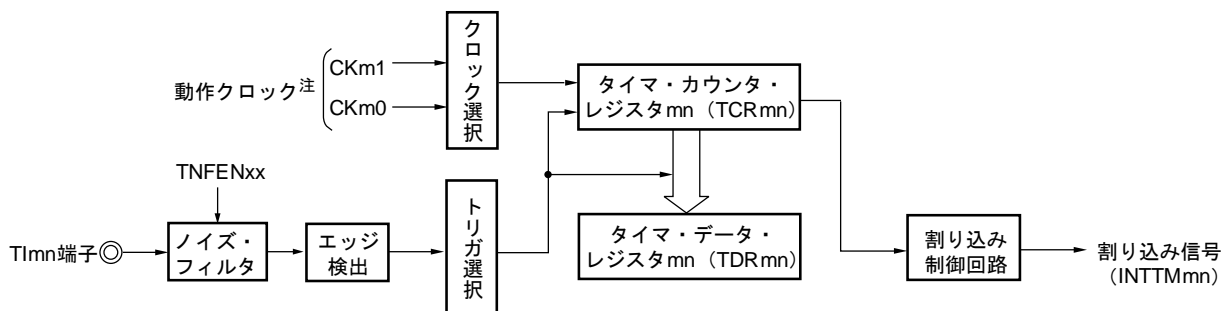 動作クロック注
CKm1
CKm0
クロック選択
タイマ・カウンタ・
レジスタmn（TCRmn）
TNFENxx
TImn端子
ノイズ・
フィルタ
エッジ
検出
トリガ選択
タイマ・データ・
レジスタmn（TDRmn）
割り込み
制御回路
割り込み信号
（INTTMmn）